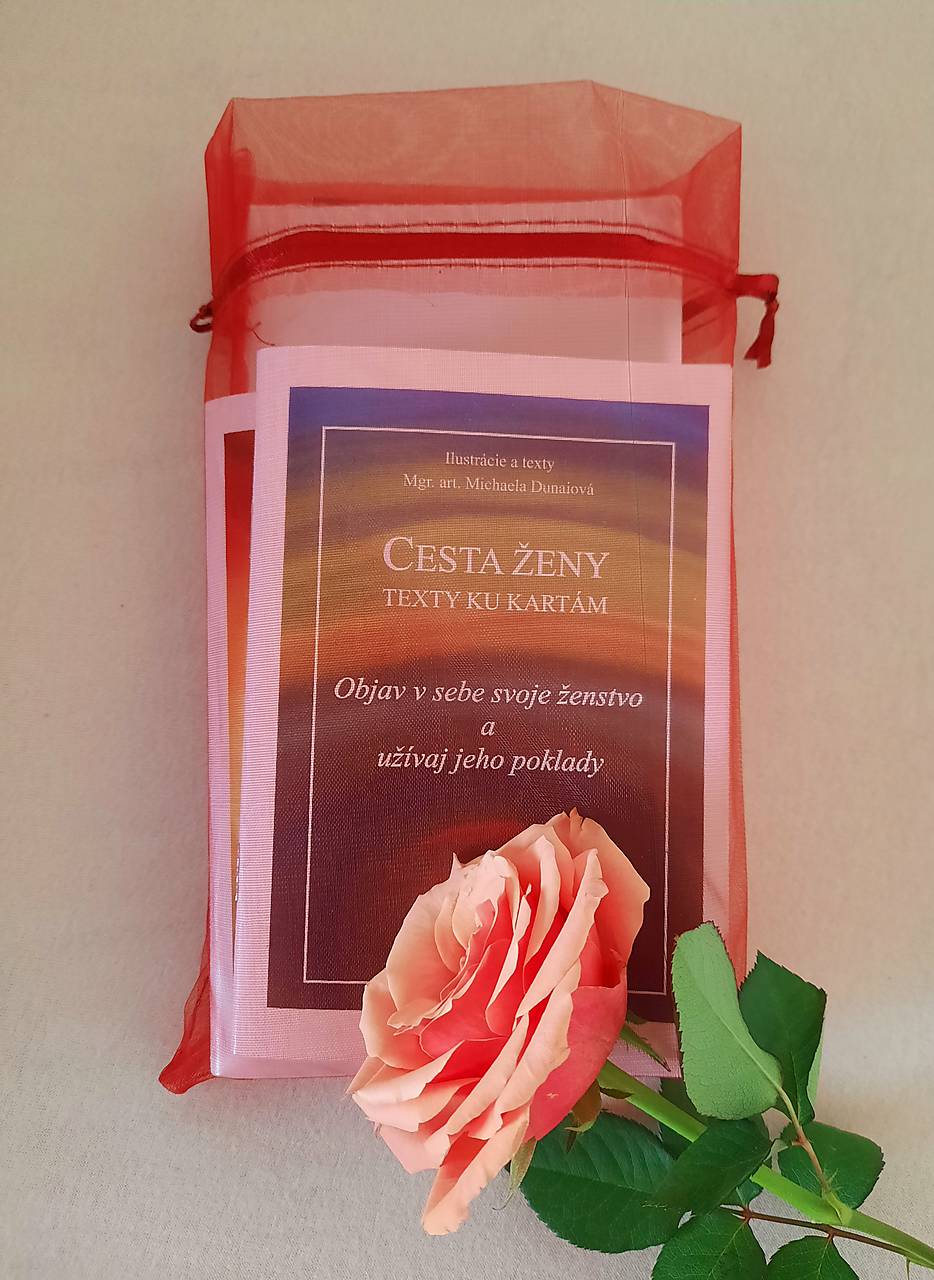 Ilustrácie a texty
Mgr. art. Michaela Dunaiová
CESTA ŽENY
TEXTY KU KARTÁM
Objav v sebe svoje ženstvo
a
užívaj jeho poklady